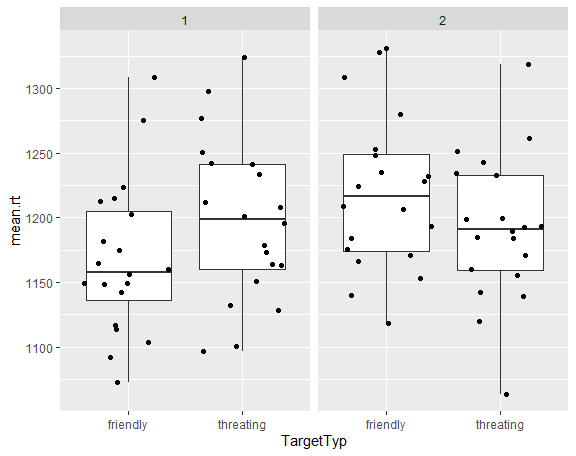 1
2
1300
1250
1200
1150
1100
mean.rt
friendly
threating
friendly
threating
TargetTyp